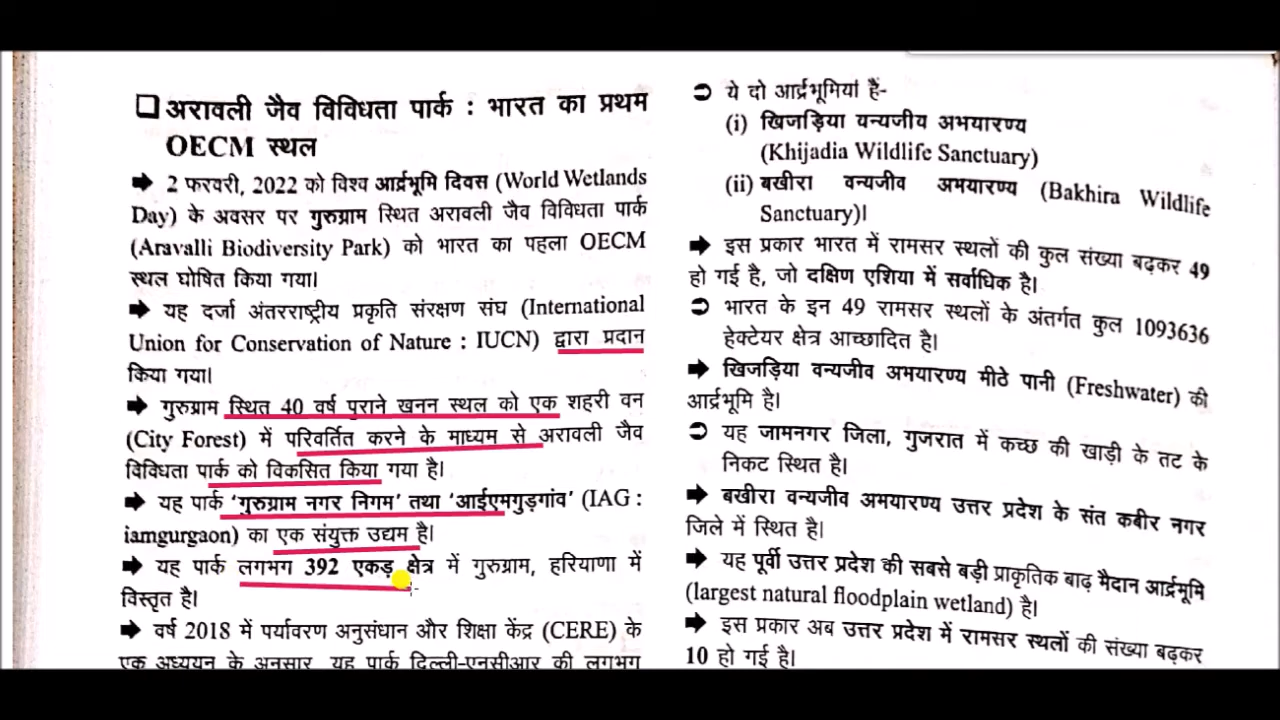 ❑ अरावली जैव विविधता पार्क : भारत का प्रथम
OECM स्थल
➡ 2 फरवरी, 2022 को विश्व आर्द्रभूमि दिवस (World Wetlands
Day) के अवसर पर गुरुग्राम स्थित अरावली जैव विविधता पार्क
(Aravalli Biodiversity Park) को भारत का पहला OECM
स्थल घोषित किया गया।
➡ यह दर्जा अंतरराष्ट्रीय प्रकृति संरक्षण संघ (International
Union for Conservation of Nature : IUCN) द्वारा प्रदान
किया गया।
➡ गुरुग्राम स्थित 40 वर्ष पुराने खनन स्थल को एक शहरी वन
(City Forest) में परिवर्तित करने के माध्यम से अरावली जैव
विविधता पार्क को विकसित किया गया है।
➡ यह पार्क ‘गुरुग्राम नगर निगम’ तथा ‘आईएमगुड़गांव’ (IAG :
iamgurgaon) का एक संयुक्त उद्यम है।
➡ यह पार्क लगभग 392 एकड़ क्षेत्र में गुरुग्राम, हरियाणा में
विस्तृत है।
➡ वर्ष 2018 में पर्यावरण अनुसंधान और शिक्षा केंद्र (CERE) के
एक अध्ययन के अनुसार, यह पार्क दिल्ली-एनसीआर की लगभग
➲ ये दो आर्द्रभूमियां हैं-
(i) खिजड़िया वन्यजीव अभयारण्य
(Khijadia Wildlife Sanctuary)
(ii) बखीरा वन्यजीव अभयारण्य (Bakhira Wildlife
Sanctuary)।
➡ इस प्रकार भारत में रामसर स्थलों की कुल संख्या बढ़कर 49
हो गई है, जो दक्षिण एशिया में सर्वाधिक है।
➲ भारत के इन 49 रामसर स्थलों के अंतर्गत कुल 1093636
हेक्टेयर क्षेत्र आच्छादित है।
➡ खिजड़िया वन्यजीव अभयारण्य मीठे पानी (Freshwater) की
आर्द्रभूमि है।
➲ यह जामनगर जिला, गुजरात में कच्छ की खाड़ी के तट के
निकट स्थित है।
➡ बखीरा वन्यजीव अभयारण्य उत्तर प्रदेश के संत कबीर नगर
जिले में स्थित है।
➡ यह पूर्वी उत्तर प्रदेश की सबसे बड़ी प्राकृतिक बाढ़ मैदान आर्द्रभूमि
(largest natural floodplain wetland) है।
➡ इस प्रकार अब उत्तर प्रदेश में रामसर स्थलों की संख्या बढ़कर
10 हो गई है।